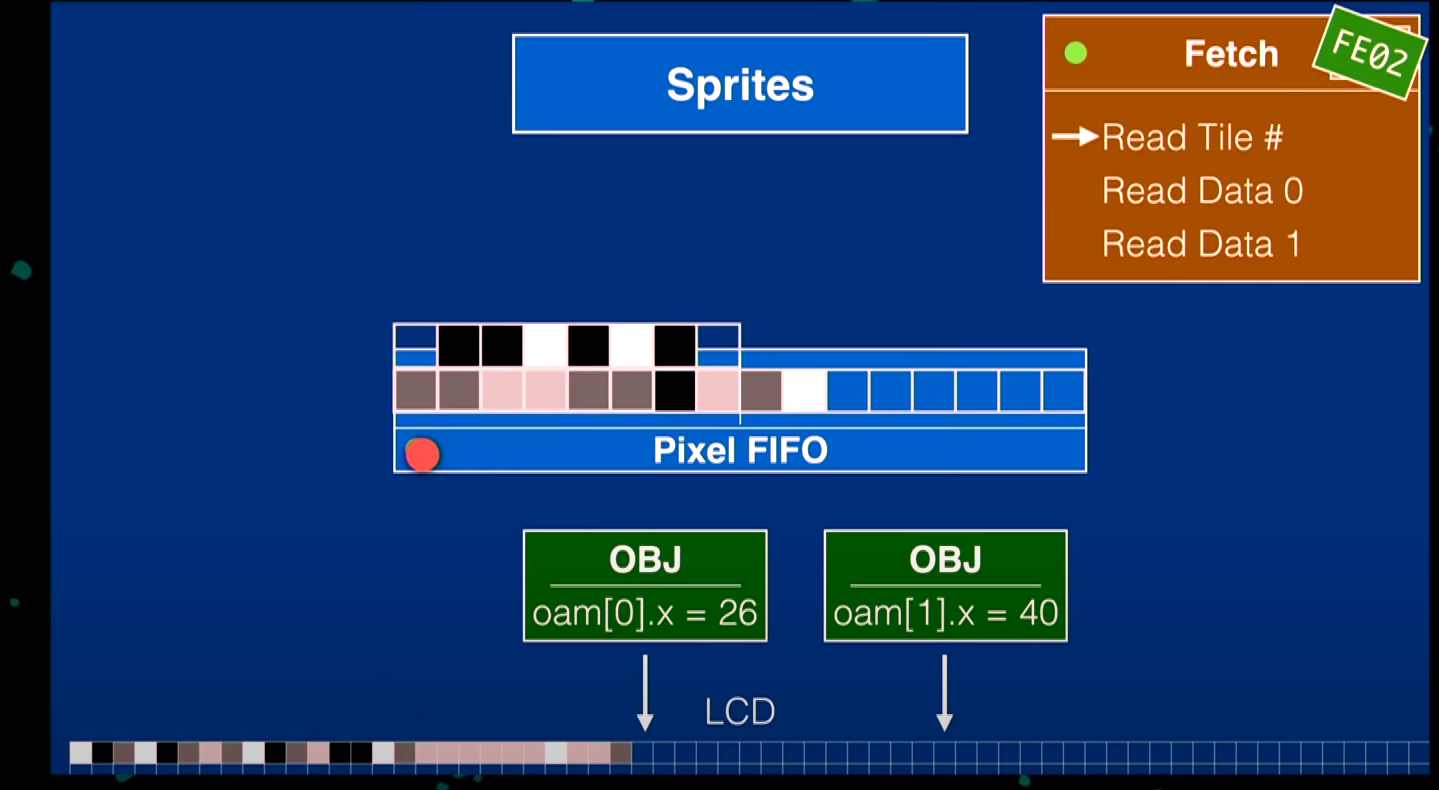 Sprites
Fetch
FE02
Read Tile #
Read Data 0
Read Data 1
Pixel FIFO
OBJ
oam[0].x = 26
OBJ
oam[1].x = 40
LCD